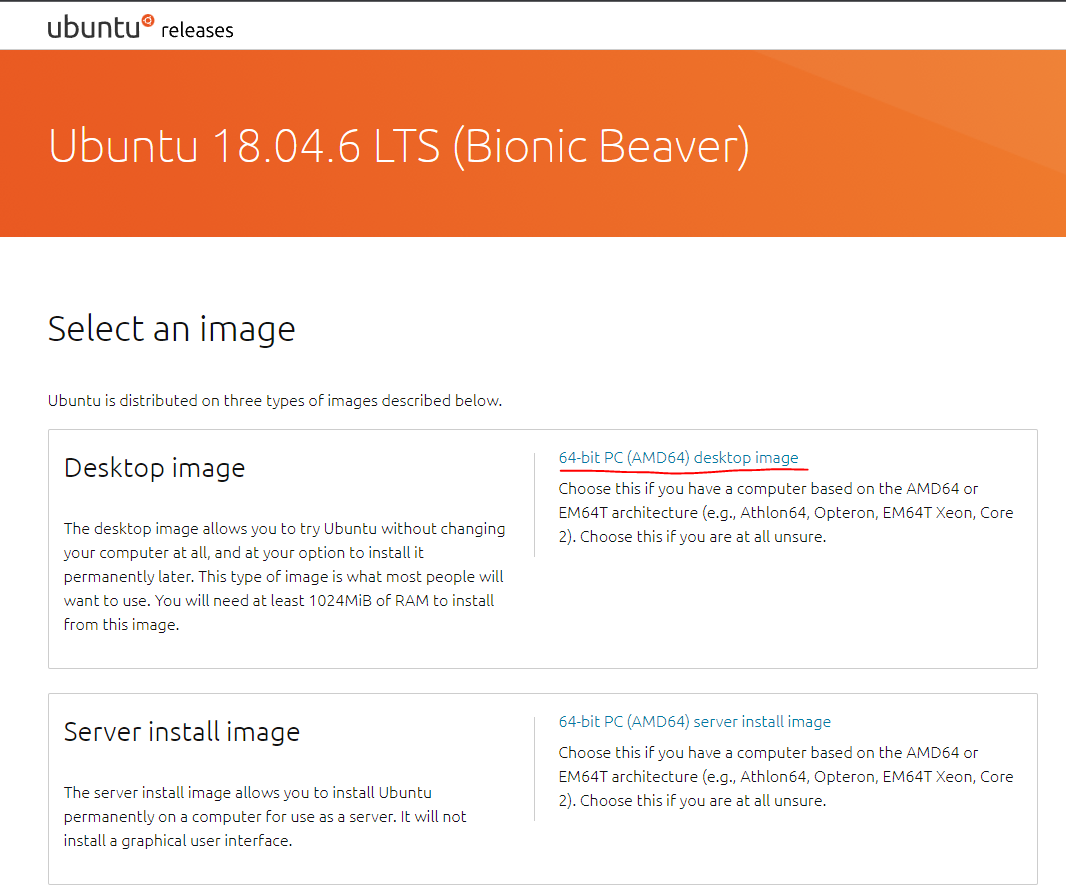 ubuntu releases
Ubuntu 18.04.6 LTS (Bionic Beaver)
Select an image
Ubuntu is distributed on three types of images described below.
Desktop image
The desktop image allows you to try Ubuntu without changing
your computer at all, and at your option to install it
permanently later. This type of image is what most people will
want to use. You will need at least 1024MiB of RAM to install
from this image.
64-bit PC (AMD64) desktop image
Choose this if you have a computer based on the AMD64 or
EM64T architecture (e.g., Athlon64, Opteron, EM64T Xeon, Core
2). Choose this if you are at all unsure.
Server install image
The server install image allows you to install Ubuntu
permanently on a computer for use as a server. It will not
install a graphical user interface.
64-bit PC (AMD64) server install image
Choose this if you have a computer based on the AMD64 or
EM64T architecture (e.g., Athlon64, Opteron, EM64T Xeon, Core
2). Choose this if you are at all unsure.